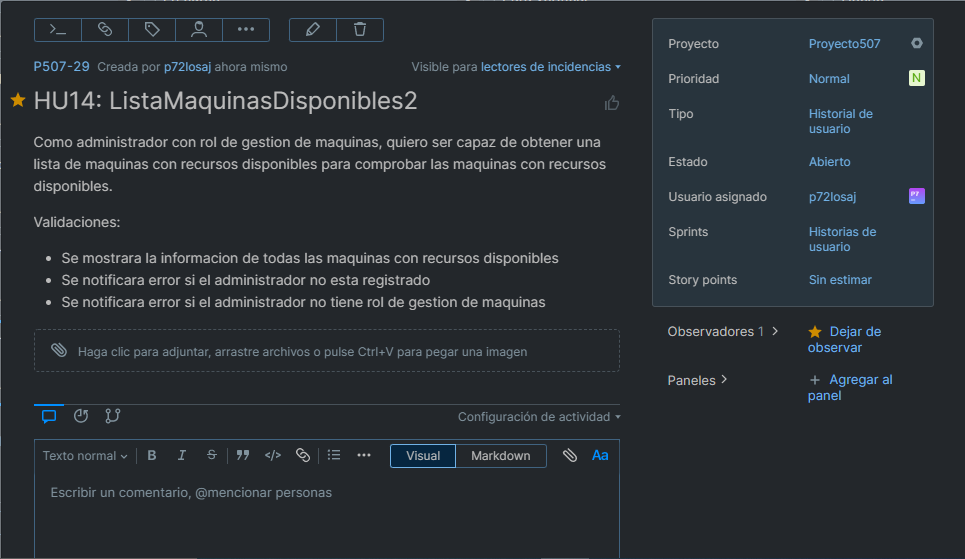 P507-29 Creada por p72losaj ahora mismo
Visible para lectores de incidencias
HU14: ListaMaquinasDisponibles2
Como administrador con rol de gestion de maquinas, quiero ser capaz de obtener una
lista de maquinas con recursos disponibles para comprobar las maquinas con recursos
disponibles.
Validaciones:
• Se mostrara la informacion de todas las maquinas con recursos disponibles
• Se notificara error si el administrador no esta registrado
• Se notificara error si el administrador no tiene rol de gestion de maquinas
Haga clic para adjuntar, arrastre archivos o pulse Ctrl+V para pegar una imagen
Configuración de actividad
Texto normal B I S Visual Markdown Aa
Escribir un comentario, @mencionar personas
Proyecto Proyecto507
Prioridad Normal N
Tipo Historial de
usuario
Estado Abierto
Usuario asignado p72losaj P7
Sprints Historias de
usuario
Story points Sin estimar
Observadores 1 Dejar de
observar
Paneles Agregar al
panel